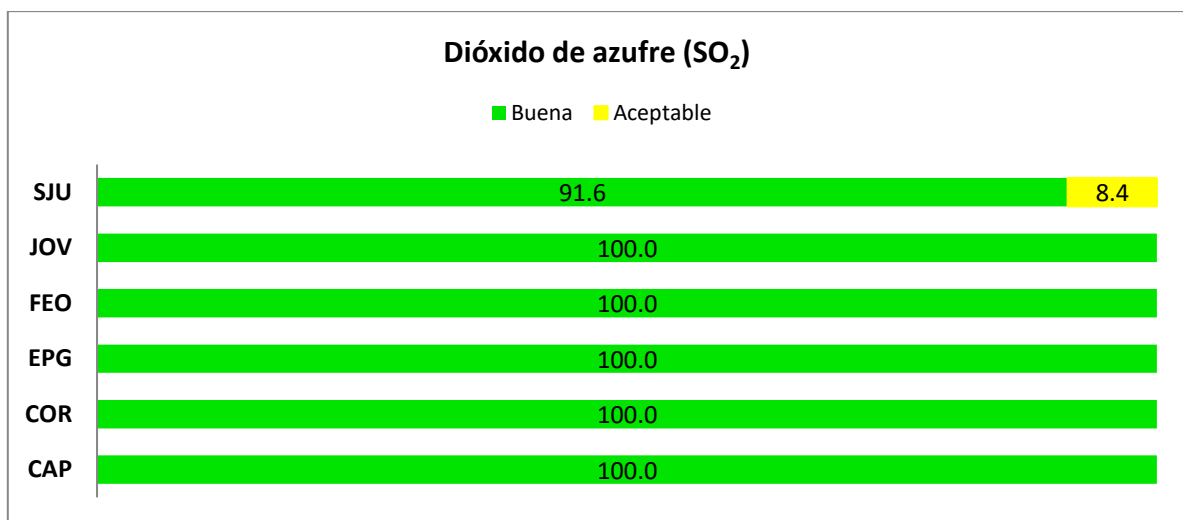 Dióxido de azufre (SO₂)
Buena Aceptable
SJU 91.6 8.4
JOV 100.0
FEO 100.0
EPG 100.0
COR 100.0
CAP 100.0